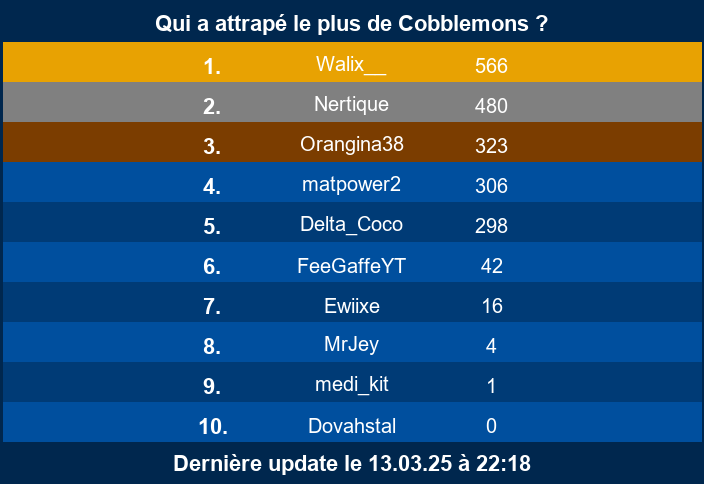 Qui a attrapé le plus de Cobblemons ?
1. Walix__ 566
2. Nertique 480
3. Orangina38 323
4. matpower2 306
5. Delta_Coco 298
6. FeeGaffeYT 42
7. Ewiixe 16
8. MrJey 4
9. medi_kit 1
10. Dovahstal 0
Dernière update le 13.03.25 à 22:18